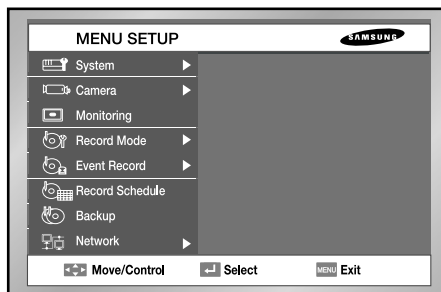 MENU SETUP SAMSUNG
System
Camera
Monitoring
Record Mode
Event Record
Record Schedule
Backup
Network
Move/Control Select MENU Exit